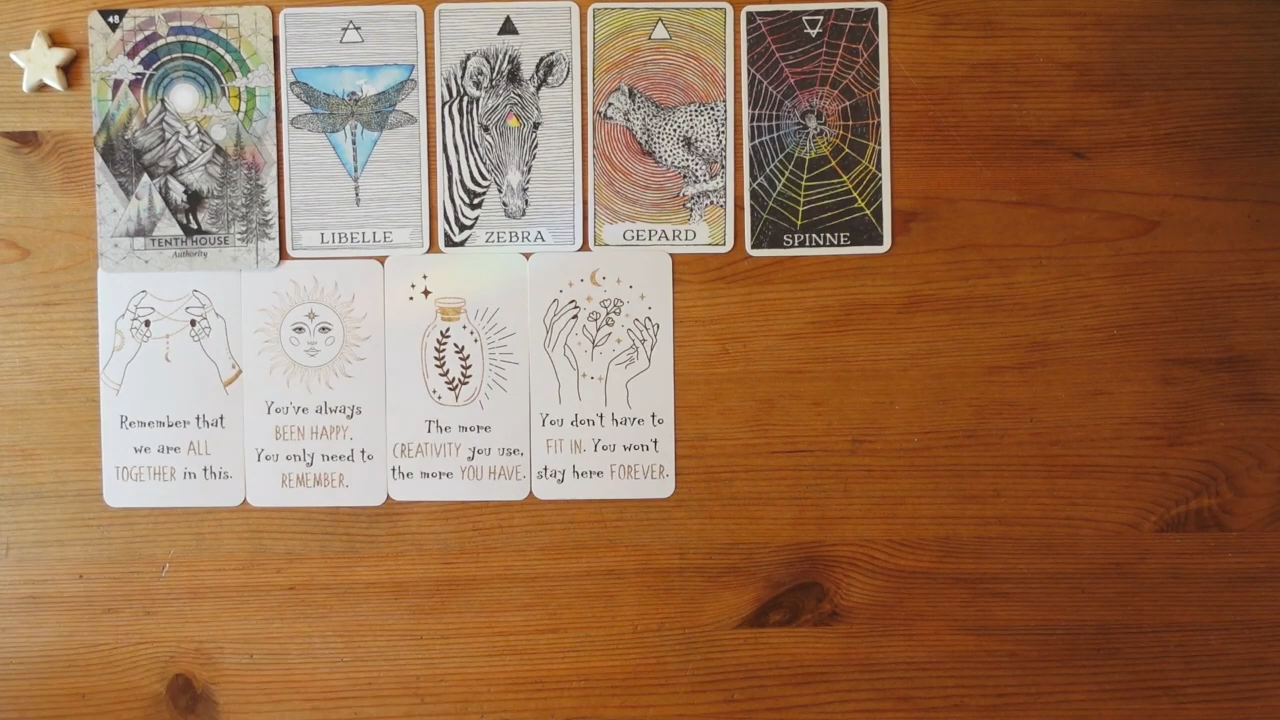 48
TENTH HOUSE
Authority
LIBELLE
ZEBRA
GEPARD
SPINNE
Remember that
we are ALL
TOGETHER in this.
You've always
BEEN HAPPY.
You only need to
REMEMBER.
The more
CREATIVITY you use,
the more YOU HAVE.
You don't have to
FIT IN. You won't
stay here FOREVER.